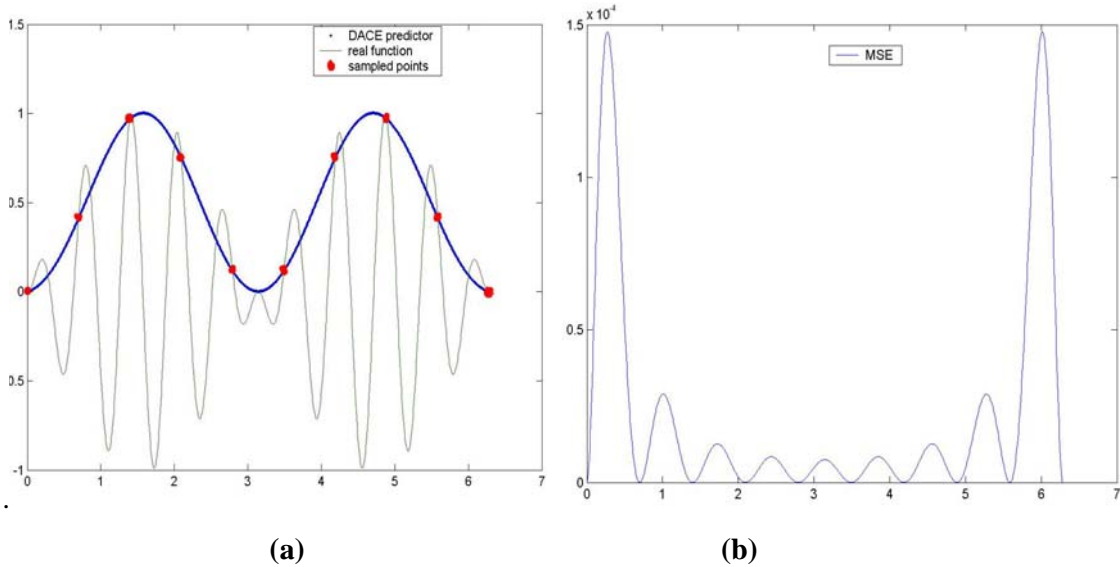 1.5
DACE predictor
real function
sampled points
1
0.5
0
0.5
-1
0 1 2 3 4 5 6 7
x 10⁻⁴
1.5
MSE
1
0.5
0
0 1 2 3 4 5 6 7
.
(a) (b)